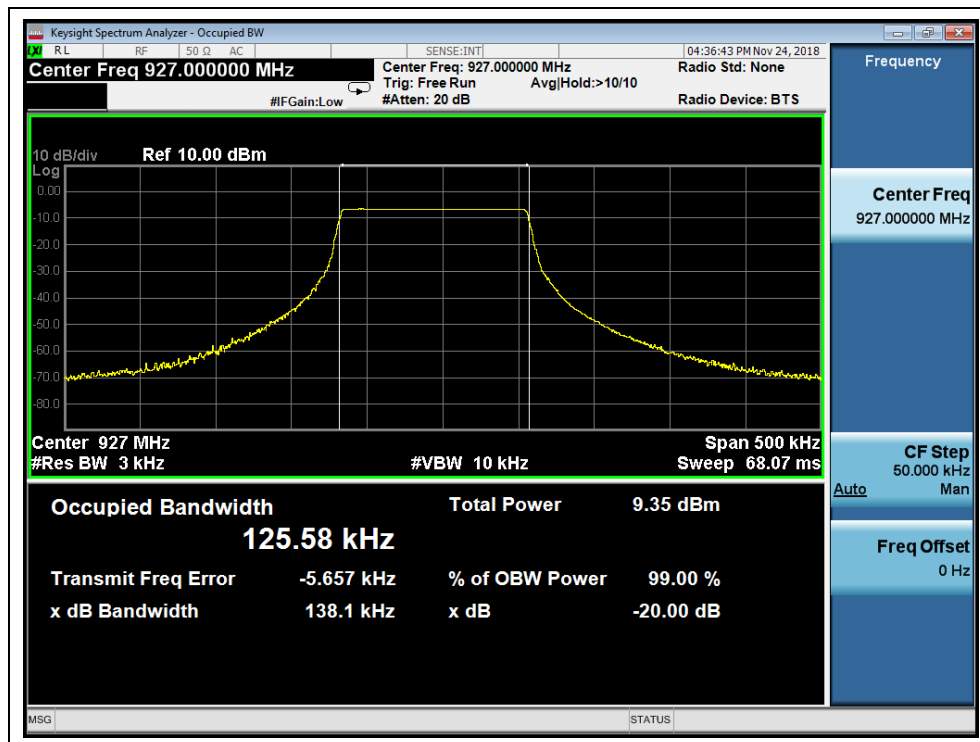 Keysight Spectrum Analyzer - Occupied BW
LXI RL RF 50 Ω AC SENSE:INT 04:36:43 PM Nov 24, 2018
Center Freq 927.000000 MHz Center Freq: 927.000000 MHz Radio Std: None Frequency
Trig: Free Run Avg|Hold:>10/10
#IFGain:Low #Atten: 20 dB Radio Device: BTS
10 dB/div Ref 10.00 dBm
Log
0.00
-10.0
-20.0
-30.0
-40.0
-50.0
-60.0
-70.0
-80.0
Center 927 MHz Span 500 kHz
#Res BW 3 kHz #VBW 10 kHz Sweep 68.07 ms
Occupied Bandwidth Total Power 9.35 dBm
125.58 kHz
Transmit Freq Error -5.657 kHz % of OBW Power 99.00 %
x dB Bandwidth 138.1 kHz x dB -20.00 dB
Center Freq
927.000000 MHz
CF Step
50.000 kHz
Auto Man
Freq Offset
0 Hz
MSG STATUS